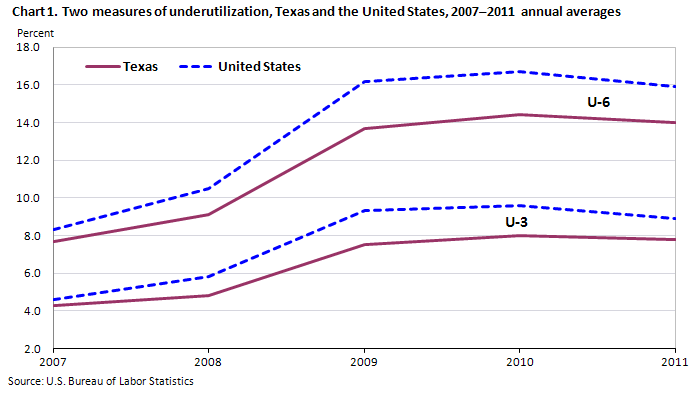 Chart 1. Two measures of underutilization, Texas and the United States, 2007–2011 annual averages
Percent
18.0
Texas
United States
16.0
U-6
14.0
12.0
10.0
U-3
8.0
6.0
4.0
2.0
2007 2008 2009 2010 2011
Source: U.S. Bureau of Labor Statistics